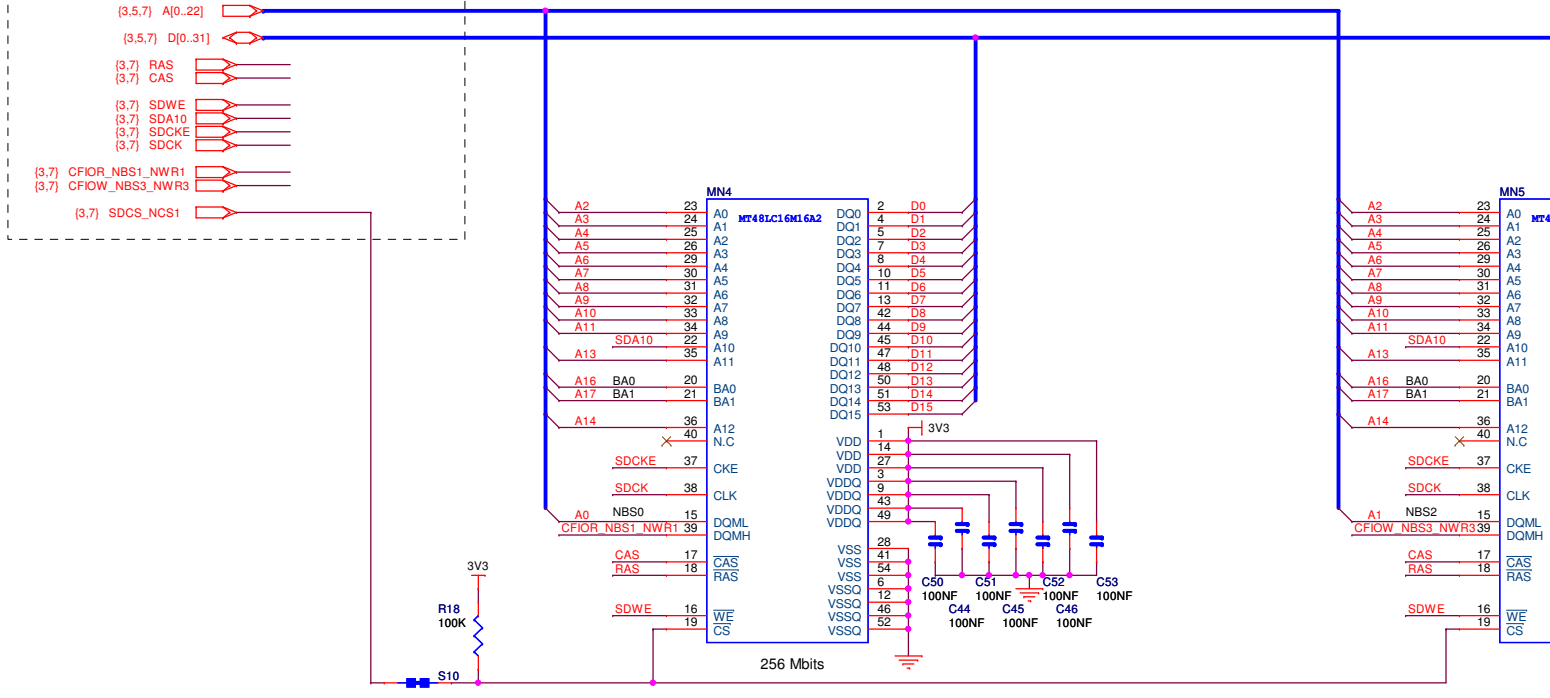 {3,5,7} A[0..22]
{3,5,7} D[0..31]
{3,7} RAS
{3,7} CAS
{3,7} SDWE
{3,7} SDA10
{3,7} SDCKE
{3,7} SDCK
{3,7} CFIOR_NBS1_NWR1
{3,7} CFIOW_NBS3_NWR3
{3,7} SDCS_NCS1
3V3
R18
100K
S10
MN4
MT48LC16M16A2
A2 23 A0
A3 24 A1
A4 25 A2
A5 26 A3
A6 29 A4
A7 30 A5
A8 31 A6
A9 32 A7
A10 33 A8
A11 34 A9
SDA10 22 A10
A13 35 A11
A16 BA0 20 BA0
A17 BA1 21 BA1
A14 36 A12
40 N.C
SDCKE 37 CKE
SDCK 38 CLK
A0 NBS0 15 DQML
CFIOR_NBS1_NWR1 39 DQMH
CAS 17 CAS
RAS 18 RAS
SDWE 16 WE
19 CS
DQ0 2 D0
DQ1 4 D1
DQ2 5 D2
DQ3 7 D3
DQ4 8 D4
DQ5 10 D5
DQ6 11 D6
DQ7 13 D7
DQ8 42 D8
DQ9 44 D9
DQ10 45 D10
DQ11 47 D11
DQ12 48 D12
DQ13 50 D13
DQ14 51 D14
DQ15 53 D15
3V3
VDD 1
VDD 14
VDD 27
VDDQ 3
VDDQ 9
VDDQ 43
VDDQ 49
VSS 28
VSS 41
VSS 54
VSSQ 6
VSSQ 12
VSSQ 46
VSSQ 52
256 Mbits
C50 C51 C52 C53
100NF 100NF 100NF 100NF
C44 C45 C46
100NF 100NF 100NF
MN5
MT4
A2 23 A0
A3 24 A1
A4 25 A2
A5 26 A3
A6 29 A4
A7 30 A5
A8 31 A6
A9 32 A7
A10 33 A8
A11 34 A9
SDA10 22 A10
A13 35 A11
A16 BA0 20 BA0
A17 BA1 21 BA1
A14 36 A12
40 N.C
SDCKE 37 CKE
SDCK 38 CLK
A1 NBS2 15 DQML
CFIOW_NBS3_NWR3 39 DQMH
CAS 17 CAS
RAS 18 RAS
SDWE 16 WE
19 CS